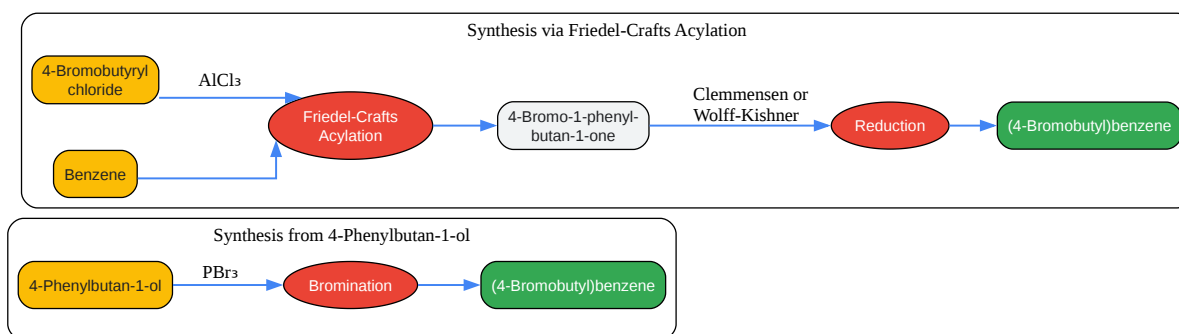 Synthesis via Friedel-Crafts Acylation
4-Bromobutyryl
chloride
AlCl₃
Benzene
Friedel-Crafts
Acylation
4-Bromo-1-phenyl-
butan-1-one
Clemmensen or
Wolff-Kishner
Reduction
(4-Bromobutyl)benzene
Synthesis from 4-Phenylbutan-1-ol
4-Phenylbutan-1-ol
PBr₃
Bromination
(4-Bromobutyl)benzene